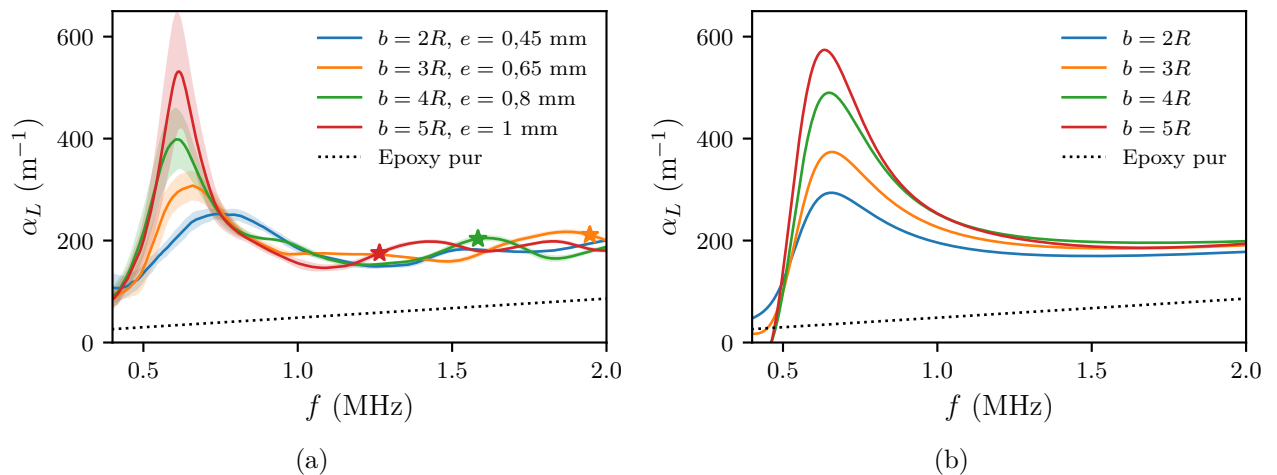 600
400
200
0
α_L (m⁻¹)
0.5 1.0 1.5 2.0
f (MHz)
b = 2R, e = 0,45 mm
b = 3R, e = 0,65 mm
b = 4R, e = 0,8 mm
b = 5R, e = 1 mm
Epoxy pur
(a)
600
400
200
0
α_L (m⁻¹)
0.5 1.0 1.5 2.0
f (MHz)
b = 2R
b = 3R
b = 4R
b = 5R
Epoxy pur
(b)